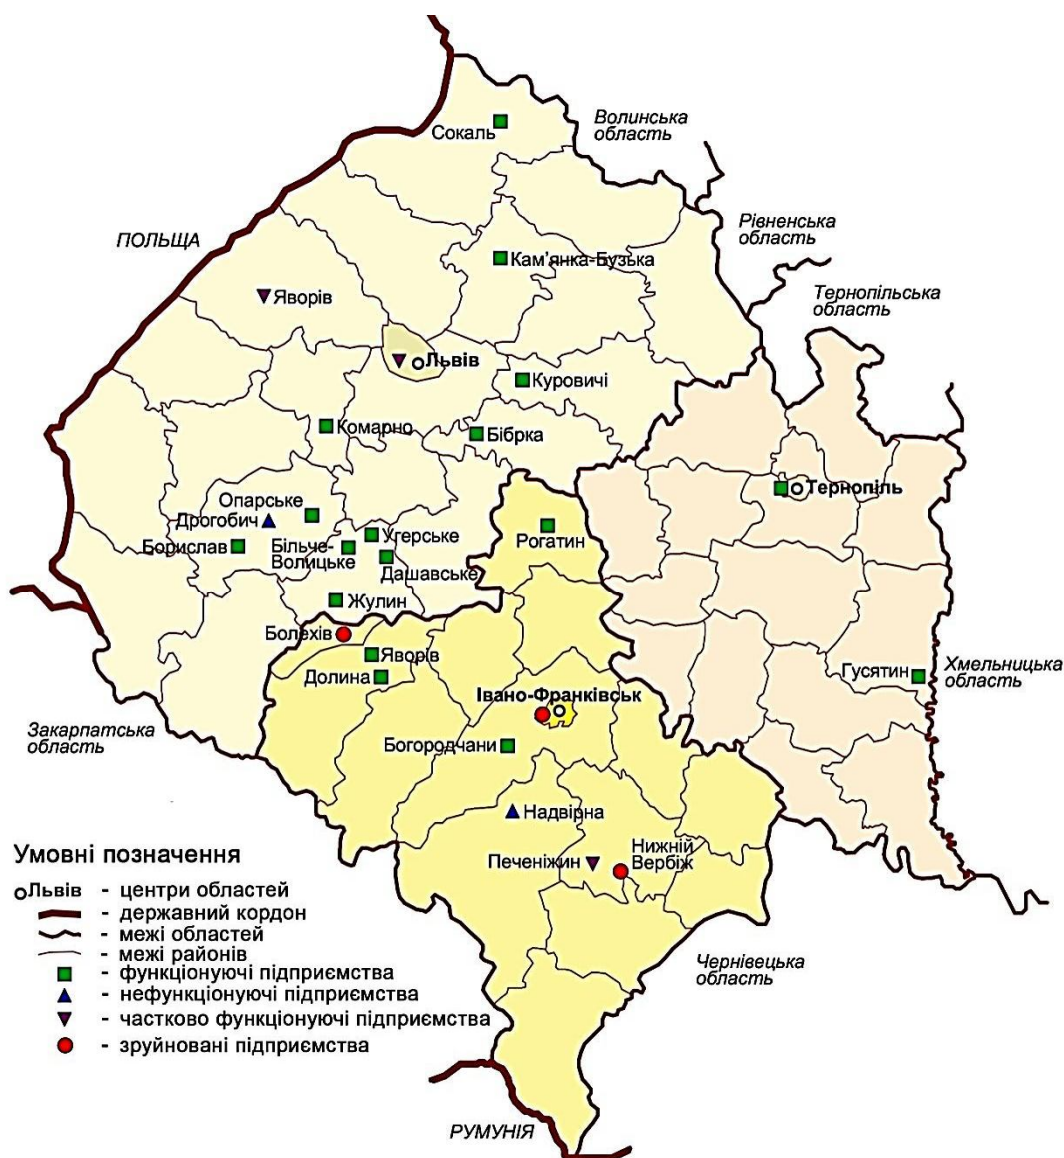 Волинська
область
Сокаль
Рівненська
область
ПОЛЬЩА
Кам'янка-Бузька
Тернопільська
область
Яворів
Львів
Куровичі
Комарно
Бібрка
Тернопіль
Опарське
Дрогобич
Рогатин
Угерське
Борислав
Більче-
Волицьке
Дашавське
Жулин
Болехів
Яворів
Долина
Гусятин
Хмельницька
область
Івано-Франківськ
Закарпатська
область
Богородчани
Надвірна
Нижній
Вербіж
Печеніжин
Умовні позначення
Львів - центри областей
- державний кордон
- межі областей
- межі районів
- функціонуючі підприємства
- нефункціонуючі підприємства
- частково функціонуючі підприємства
- зруйновані підприємства
Чернівецька
область
РУМУНІЯ